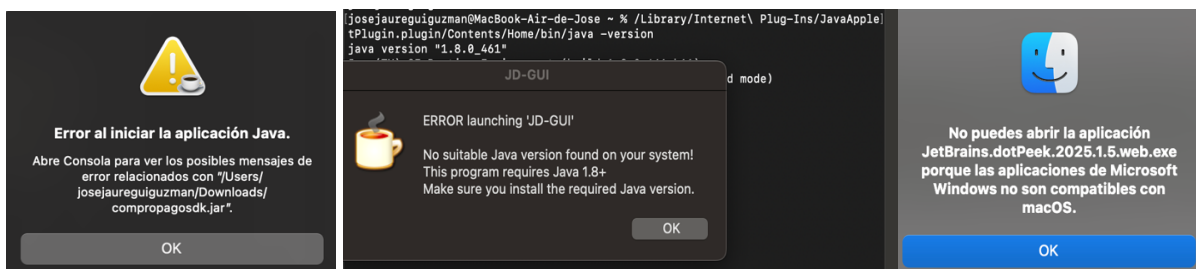 Error al iniciar la aplicación Java.
Abre Consola para ver los posibles mensajes de
error relacionados con "/Users/
josejaureguiguzman/Downloads/
compropagosdk.jar".
OK
[josejaureguiguzman@MacBook-Air-de-Jose ~ % /Library/Internet\ Plug-Ins/JavaApple]
tPlugin.plugin/Contents/Home/bin/java -version
java version "1.8.0_461"
d mode)
JD-GUI
ERROR launching 'JD-GUI'
No suitable Java version found on your system!
This program requires Java 1.8+
Make sure you install the required Java version.
OK
No puedes abrir la aplicación
JetBrains.dotPeek.2025.1.5.web.exe
porque las aplicaciones de Microsoft
Windows no son compatibles con
macOS.
OK